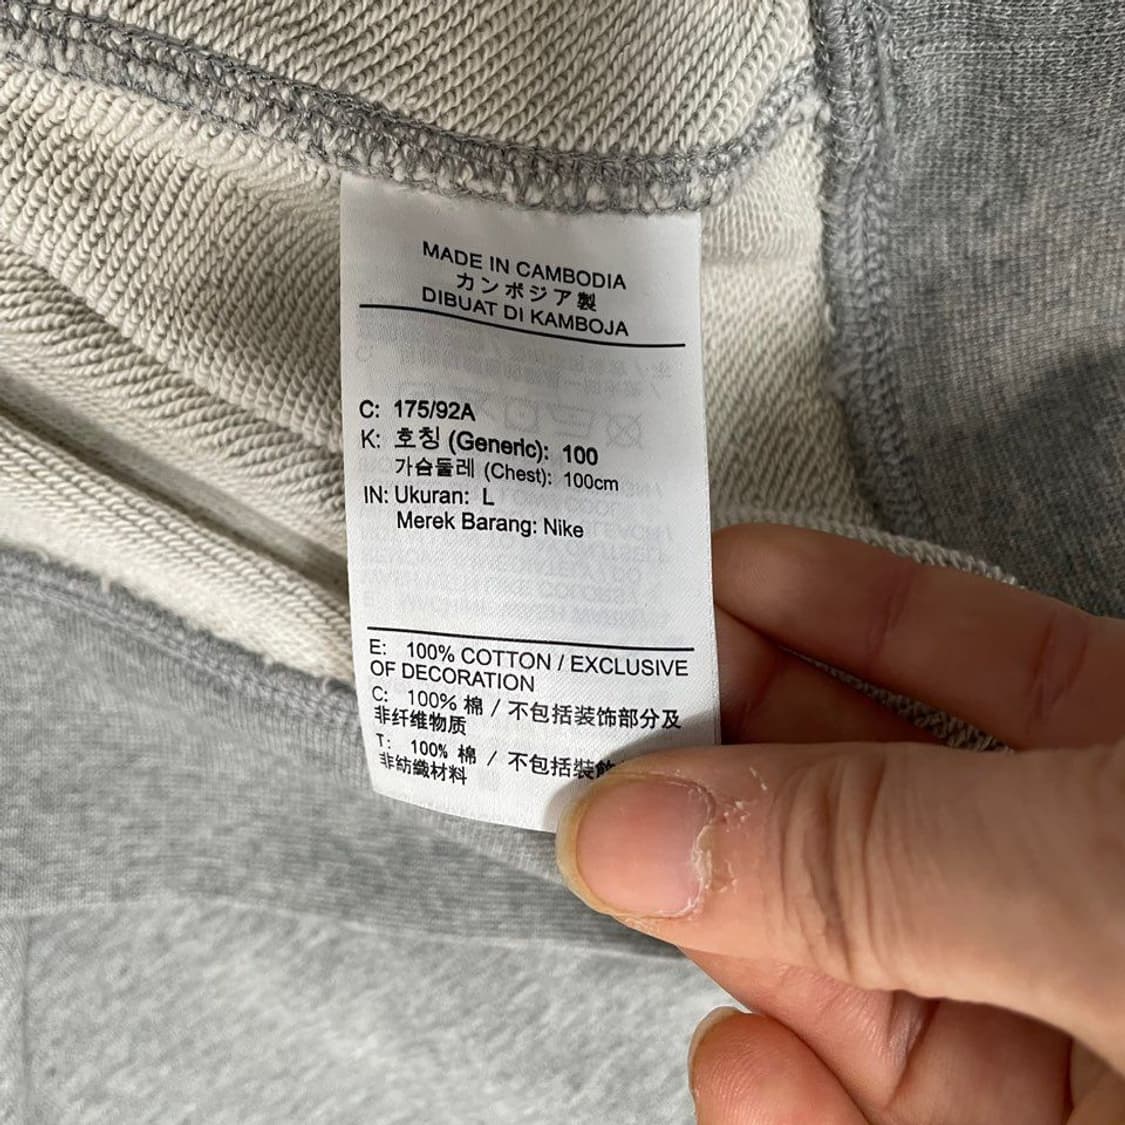 MADE IN CAMBODIA
カンボジア製
DIBUAT DI KAMBOJA
C: 175/92A
K: 호칭 (Generic): 100
가슴둘레 (Chest): 100cm
IN: Ukuran: L
Merek Barang: Nike
E: 100% COTTON / EXCLUSIVE
OF DECORATION
C: 100% 棉 / 不包括装饰部分及
非纤维物质
T: 100% 棉 / 不包括裝飾
非紡織材料